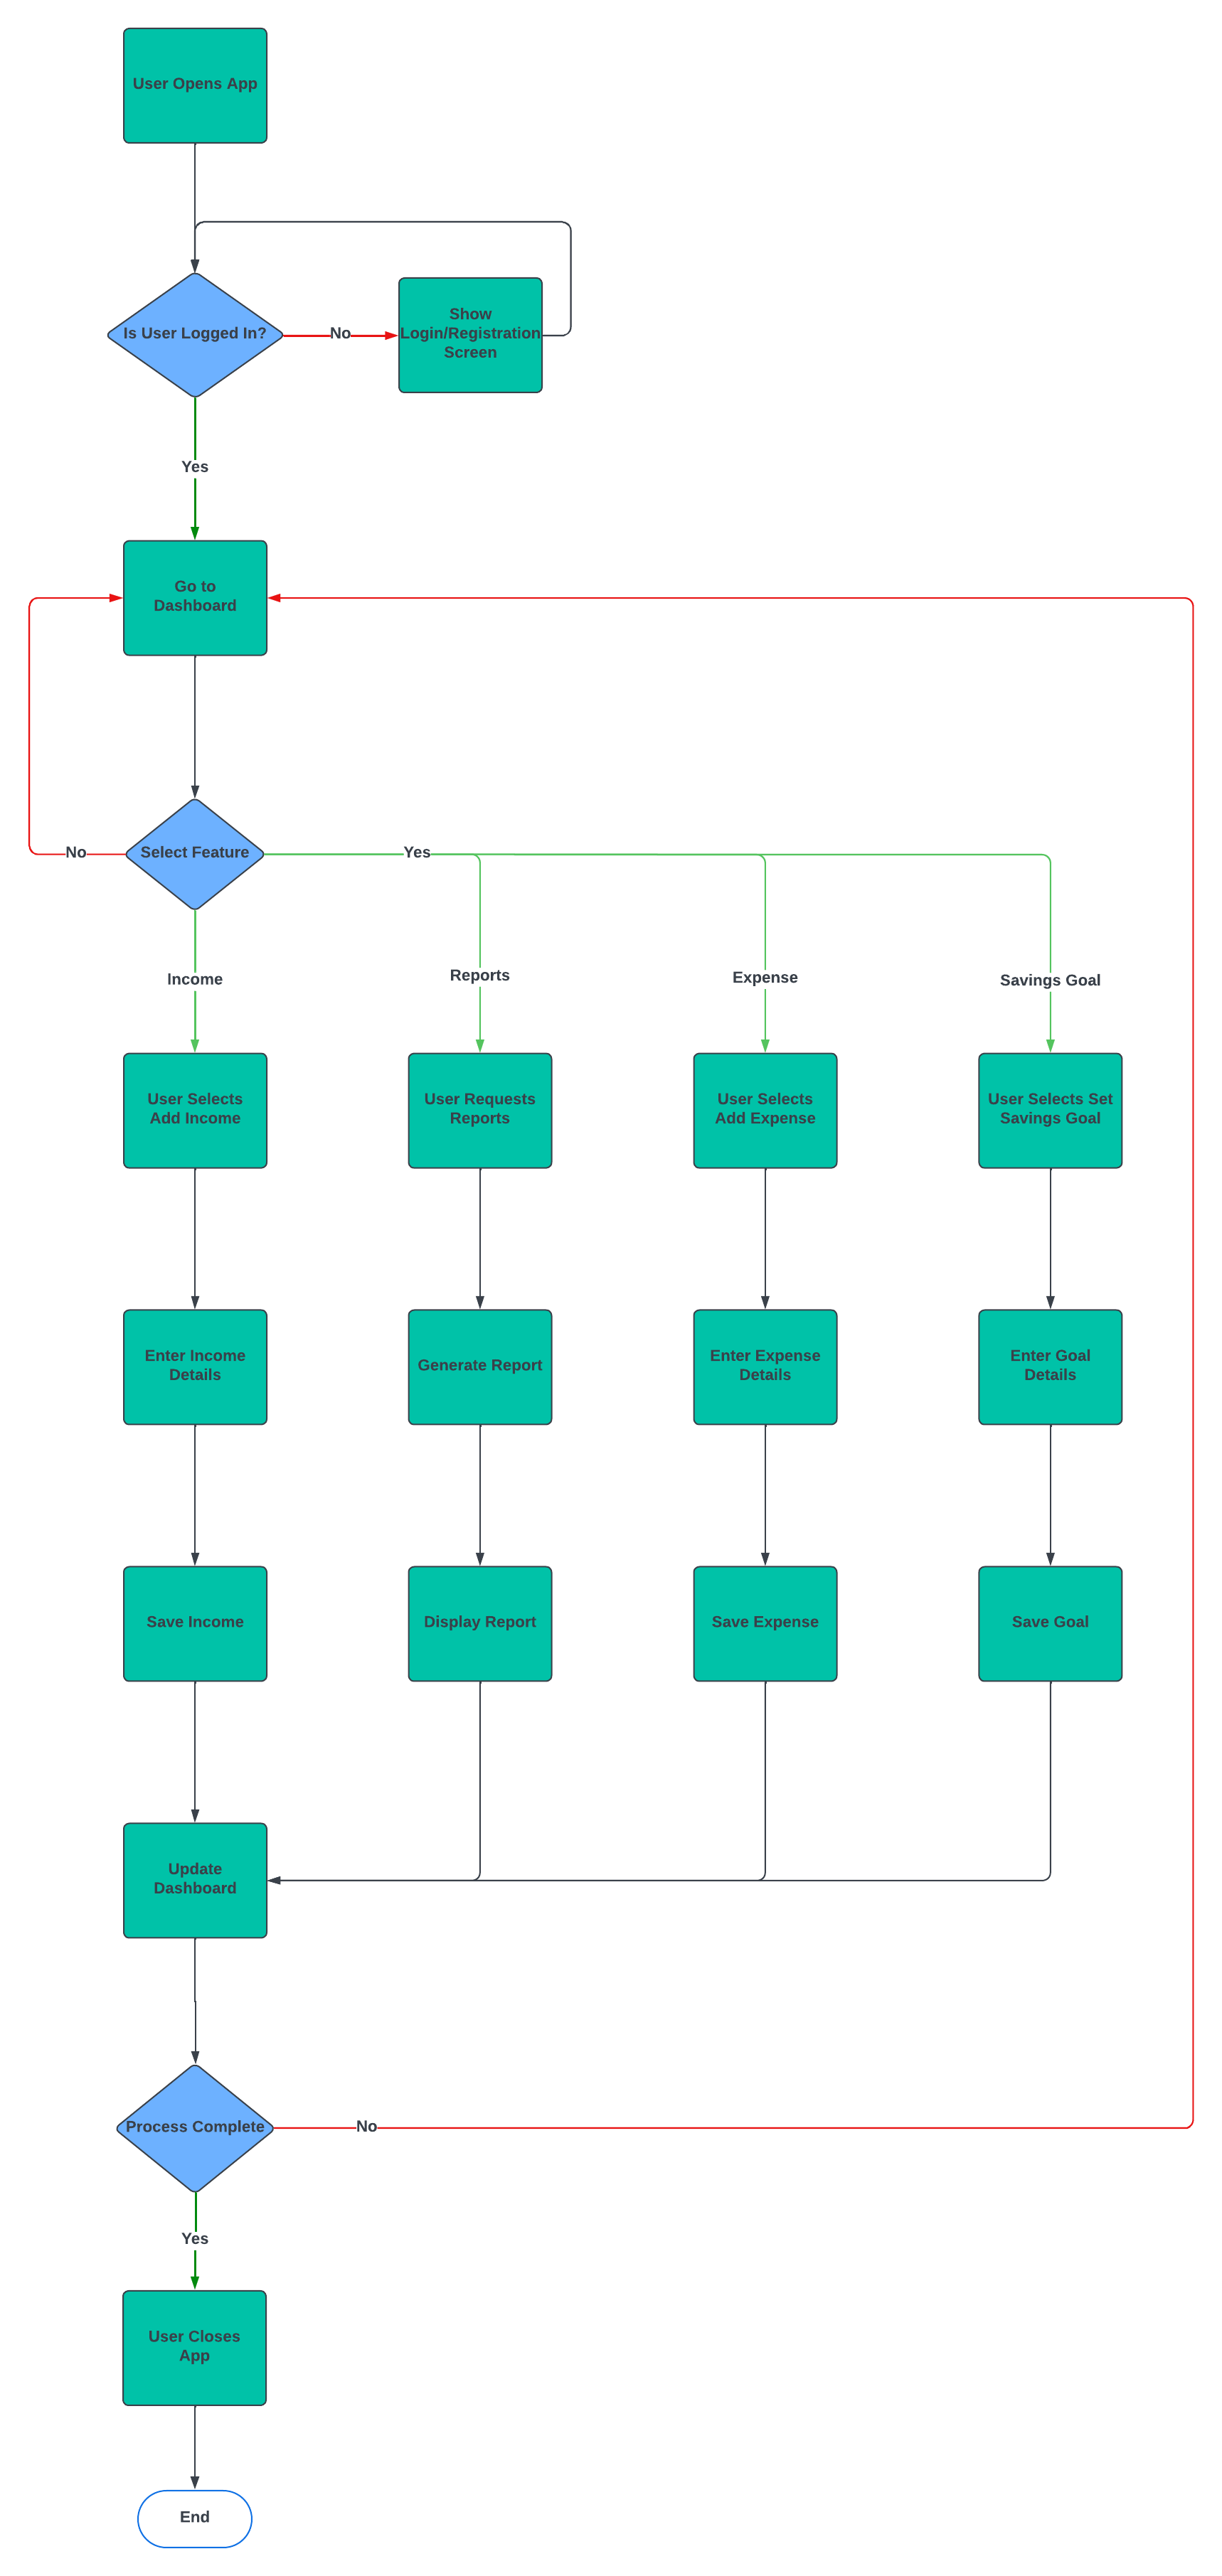 User Opens App
Is User Logged In?
No
Show
Login/Registration
Screen
Yes
Go to
Dashboard
No
Select Feature
Yes
Income
Reports
Expense
Savings Goal
User Selects
Add Income
User Requests
Reports
User Selects
Add Expense
User Selects Set
Savings Goal
Enter Income
Details
Generate Report
Enter Expense
Details
Enter Goal
Details
Save Income
Display Report
Save Expense
Save Goal
Update
Dashboard
Process Complete
No
Yes
User Closes
App
End